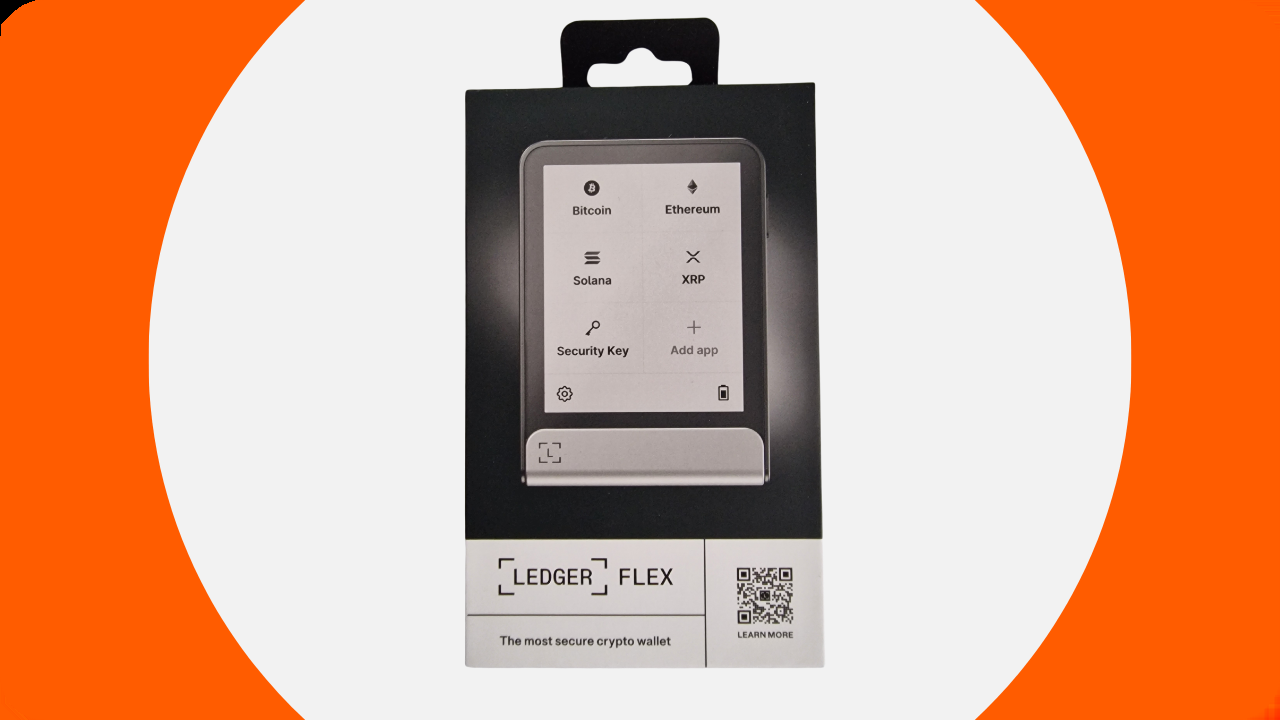 Bitcoin Ethereum
Solana XRP
Security Key Add app
L
LEDGER FLEX
The most secure crypto wallet
LEARN MORE